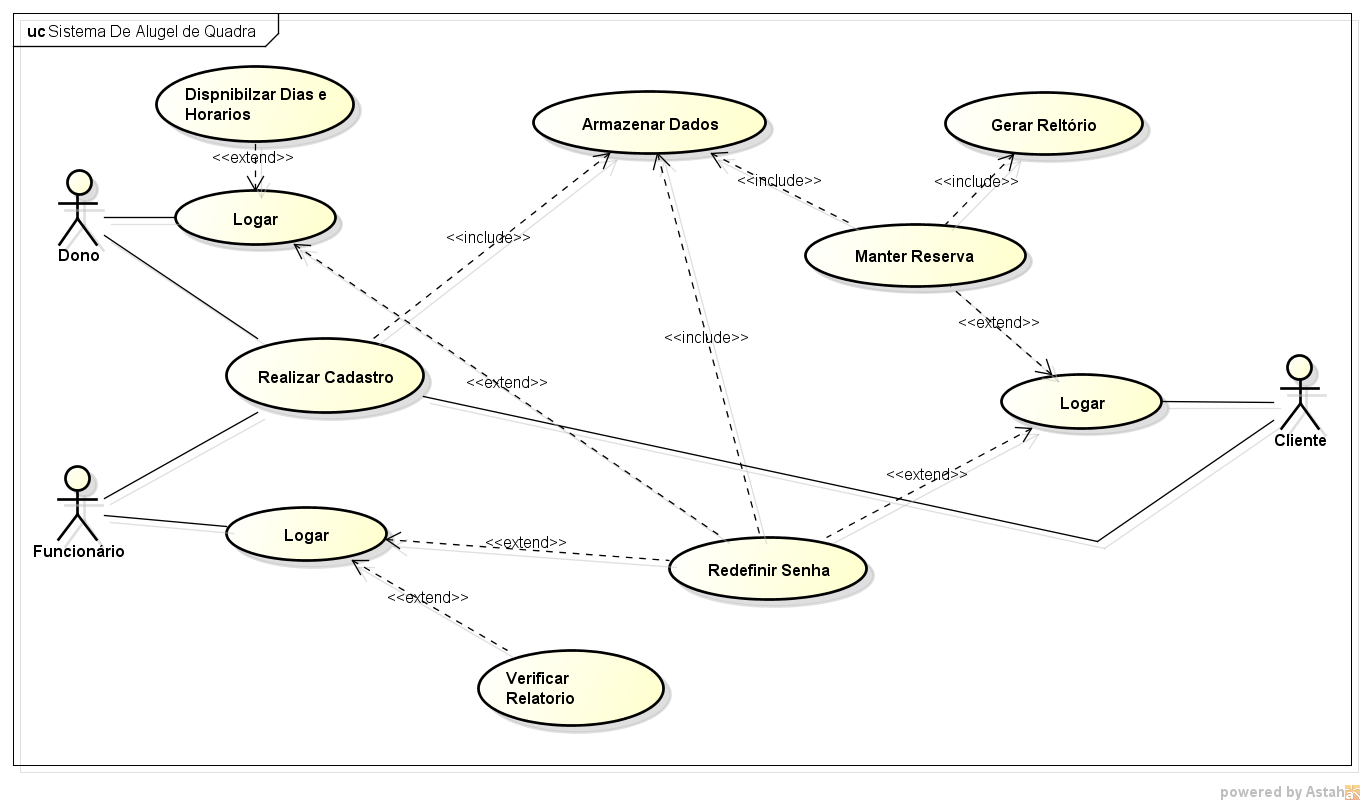 uc Sistema De Alugel de Quadra
Dispnibilzar Dias e
Horarios
Armazenar Dados
Gerar Reltório
<<extend>>
<<include>>
<<include>>
Logar
Dono
<<include>>
Manter Reserva
<<extend>>
<<include>>
Realizar Cadastro
<<extend>>
Logar
Cliente
<<extend>>
Funcionário
Logar
<<extend>>
Redefinir Senha
<<extend>>
Verificar
Relatorio
powered by Astah